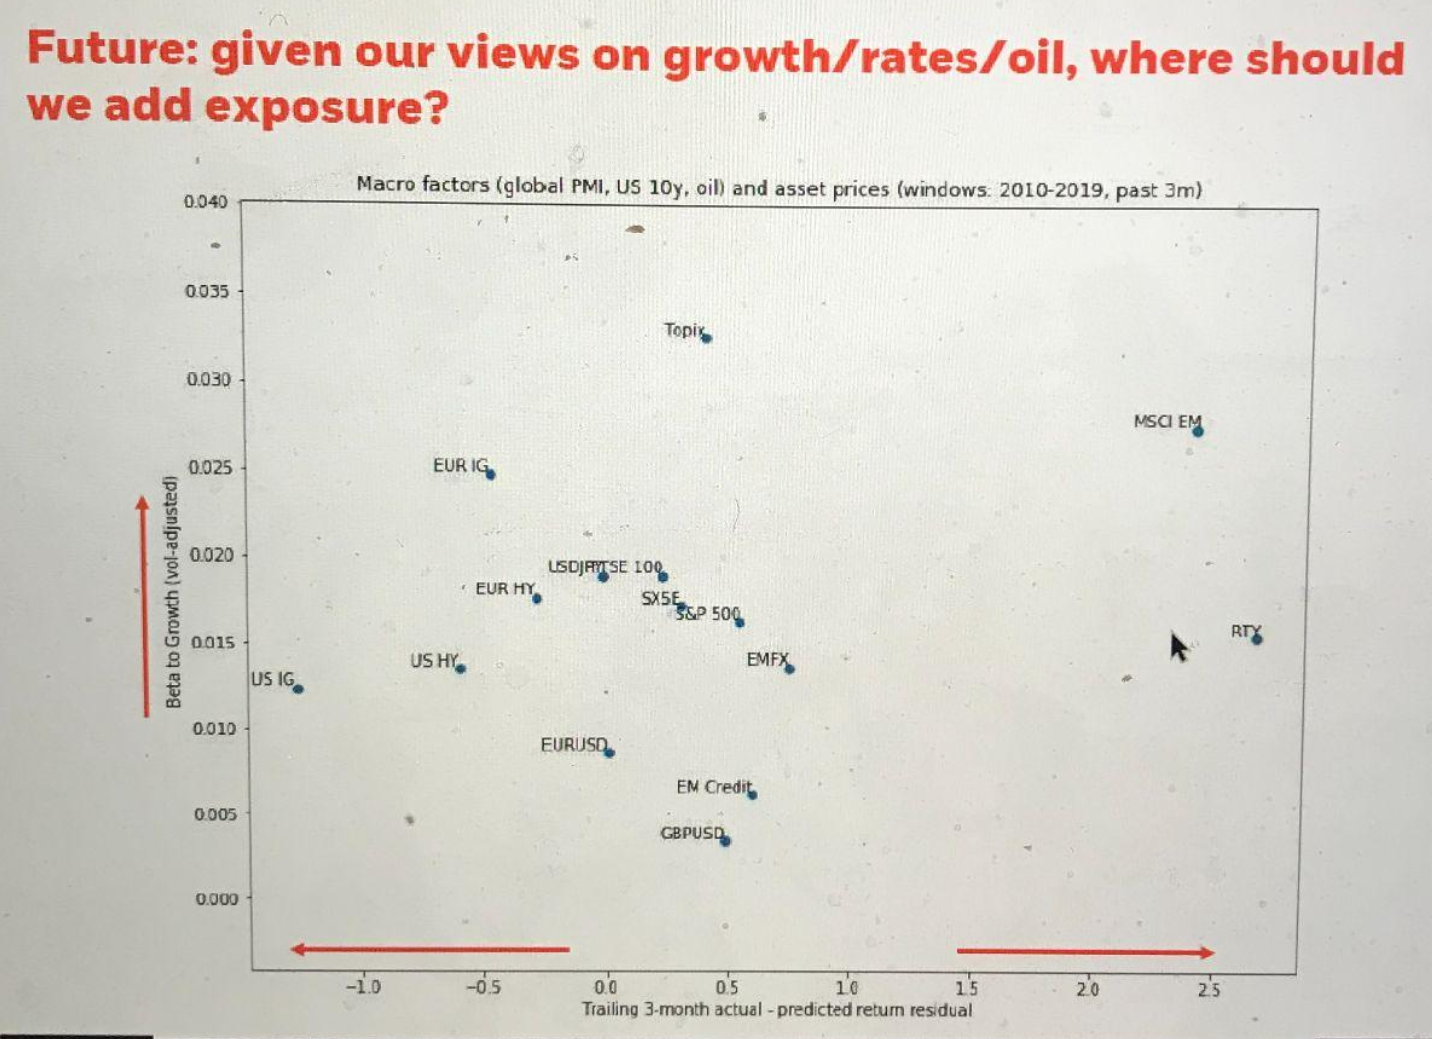 Future: given our views on growth/rates/oil, where should
we add exposure?
Macro factors (global PMI, US 10y, oil) and asset prices (windows: 2010-2019, past 3m)
0.040
0.035
Topix
0.030
MSCI EM
0.025
EUR IG
0.020
USDJPY
FTSE 100
EUR HY
SX5E
S&P 500
0.015
RTY
US HY
EMFX
US IG
0.010
EURUSD
EM Credit
0.005
GBPUSD
0.000
Beta to Growth (vol-adjusted)
−1.0 −0.5 0.0 0.5 1.0 1.5 2.0 2.5
Trailing 3-month actual - predicted return residual